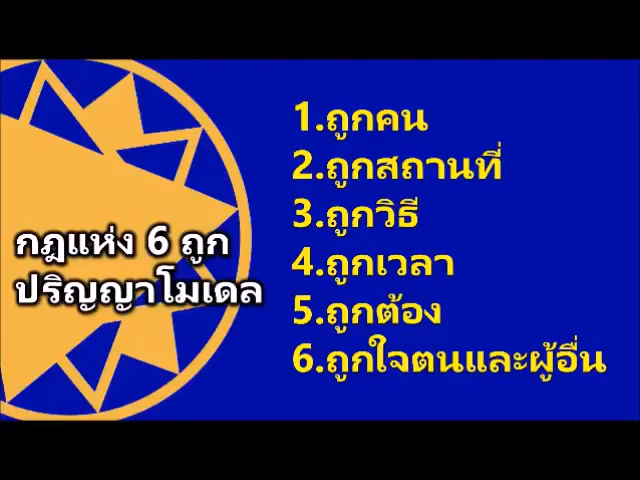 กฎแห่ง 6 ถูก
ปริญญาโมเดล
1.ถูกคน
2.ถูกสถานที่
3.ถูกวิธี
4.ถูกเวลา
5.ถูกต้อง
6.ถูกใจตนและผู้อื่น